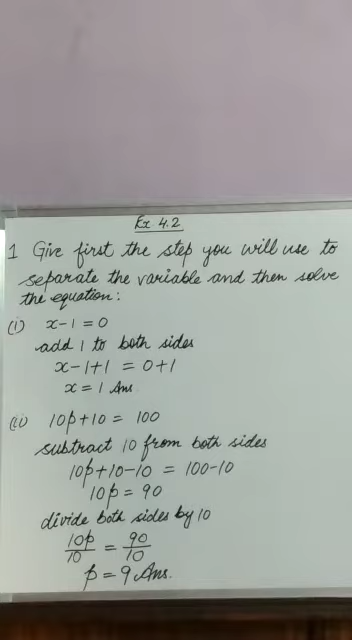 Ex 4.2
1 Give first the step you will use to
separate the variable and then solve
the equation:
(i) x-1=0
add 1 to both sides
x-1+1 = 0+1
x = 1 Ans
(ii) 10p+10 = 100
subtract 10 from both sides
10p+10-10 = 100-10
10p = 90
divide both sides by 10
10p/10 = 90/10
p = 9 Ans.